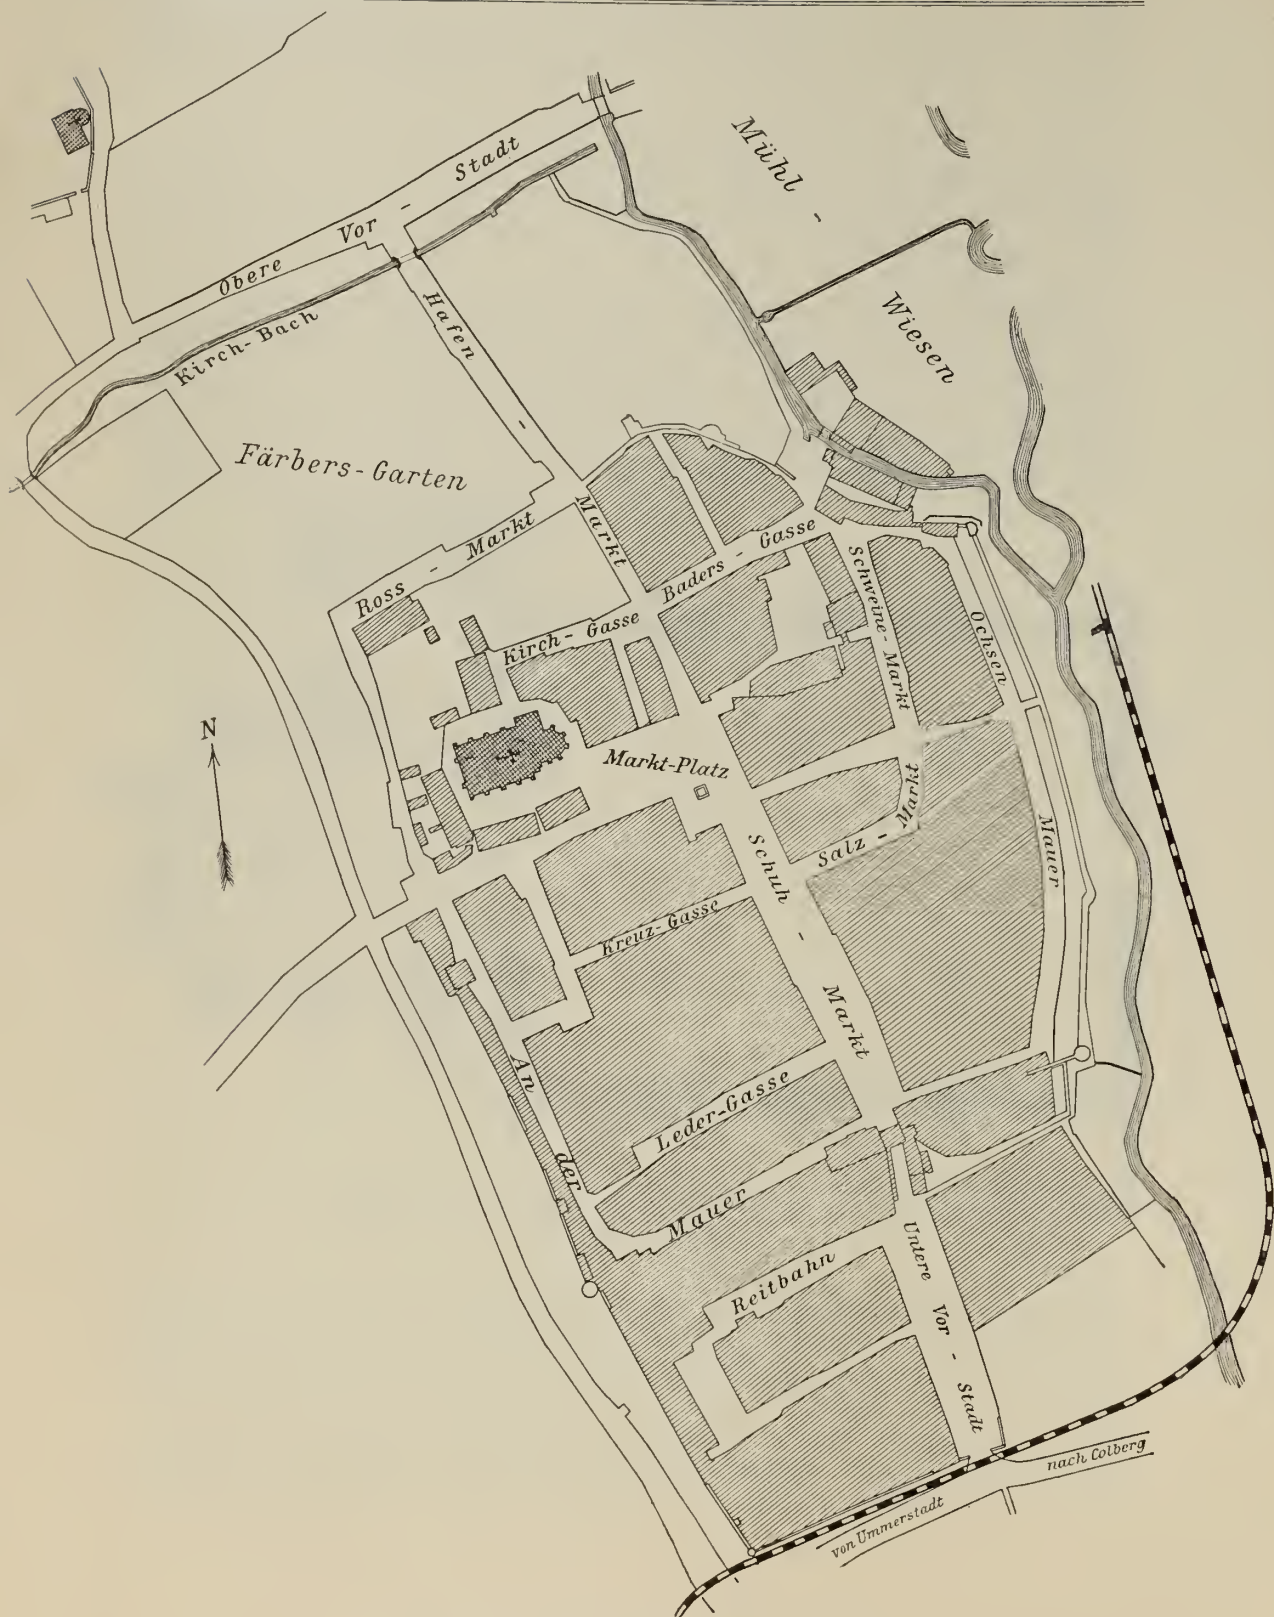 Mühl -
Wiesen
Obere Vor - Stadt
Kirch-Bach
Hafen - Markt
Färbers-Garten
Ross - Markt
Baders - Gasse
Kirch-Gasse
Schweine-Markt
Ochsen
Mauer
N
Markt-Platz
Salz - Markt
Schuh - Markt
Kreuz-Gasse
An der Mauer
Leder-Gasse
Reitbahn
Untere Vor - Stadt
nach Colberg
von Ummerstadt